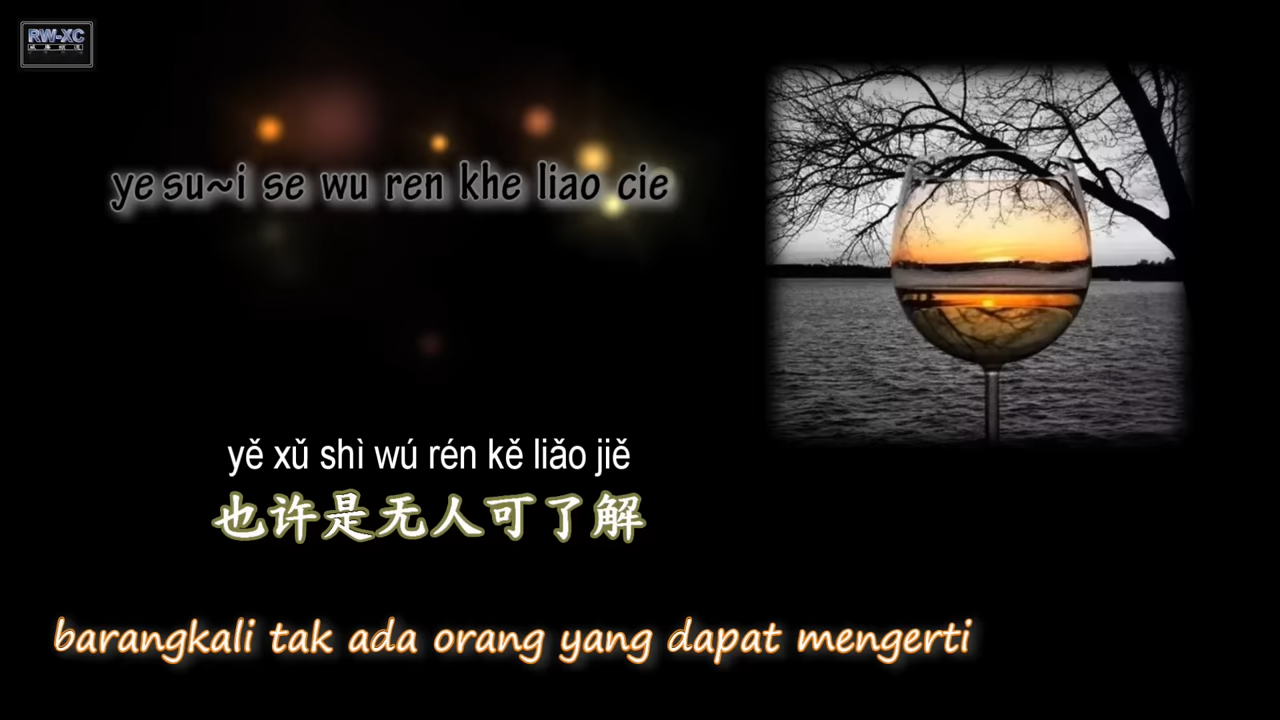 RW-XC
ye su~i se wu ren khe liao cie
yě xǔ shì wú rén kě liǎo jiě
也许是无人可了解
barangkali tak ada orang yang dapat mengerti